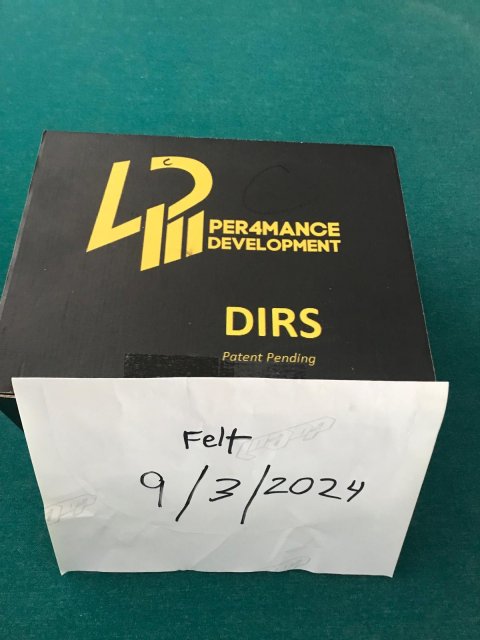 C
C
PER4MANCE
DEVELOPMENT
DIRS
Patent Pending
Felt
9/3/2024